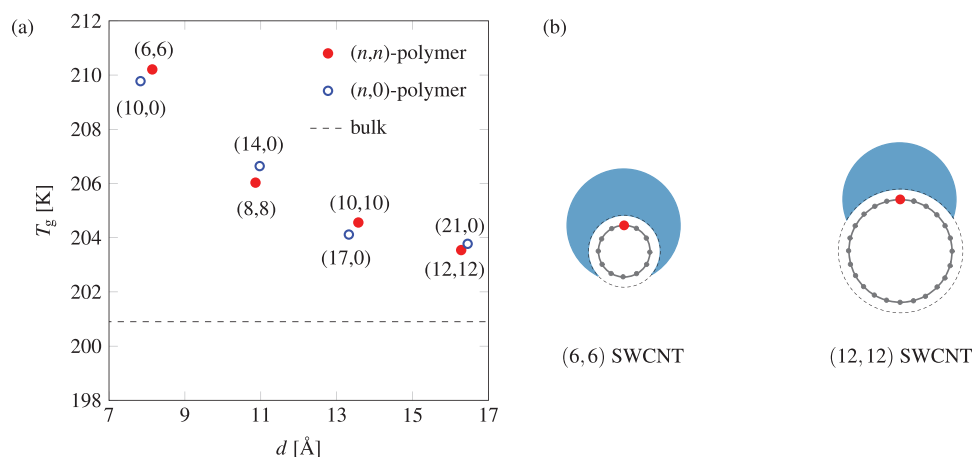 (a)
(b)
212
210
208
206
204
202
200
198
T_g [K]
7
9
11
13
15
17
d [Å]
(6,6)
(10,0)
(14,0)
(8,8)
(10,10)
(17,0)
(21,0)
(12,12)
(n,n)-polymer
(n,0)-polymer
bulk
(6,6) SWCNT
(12,12) SWCNT